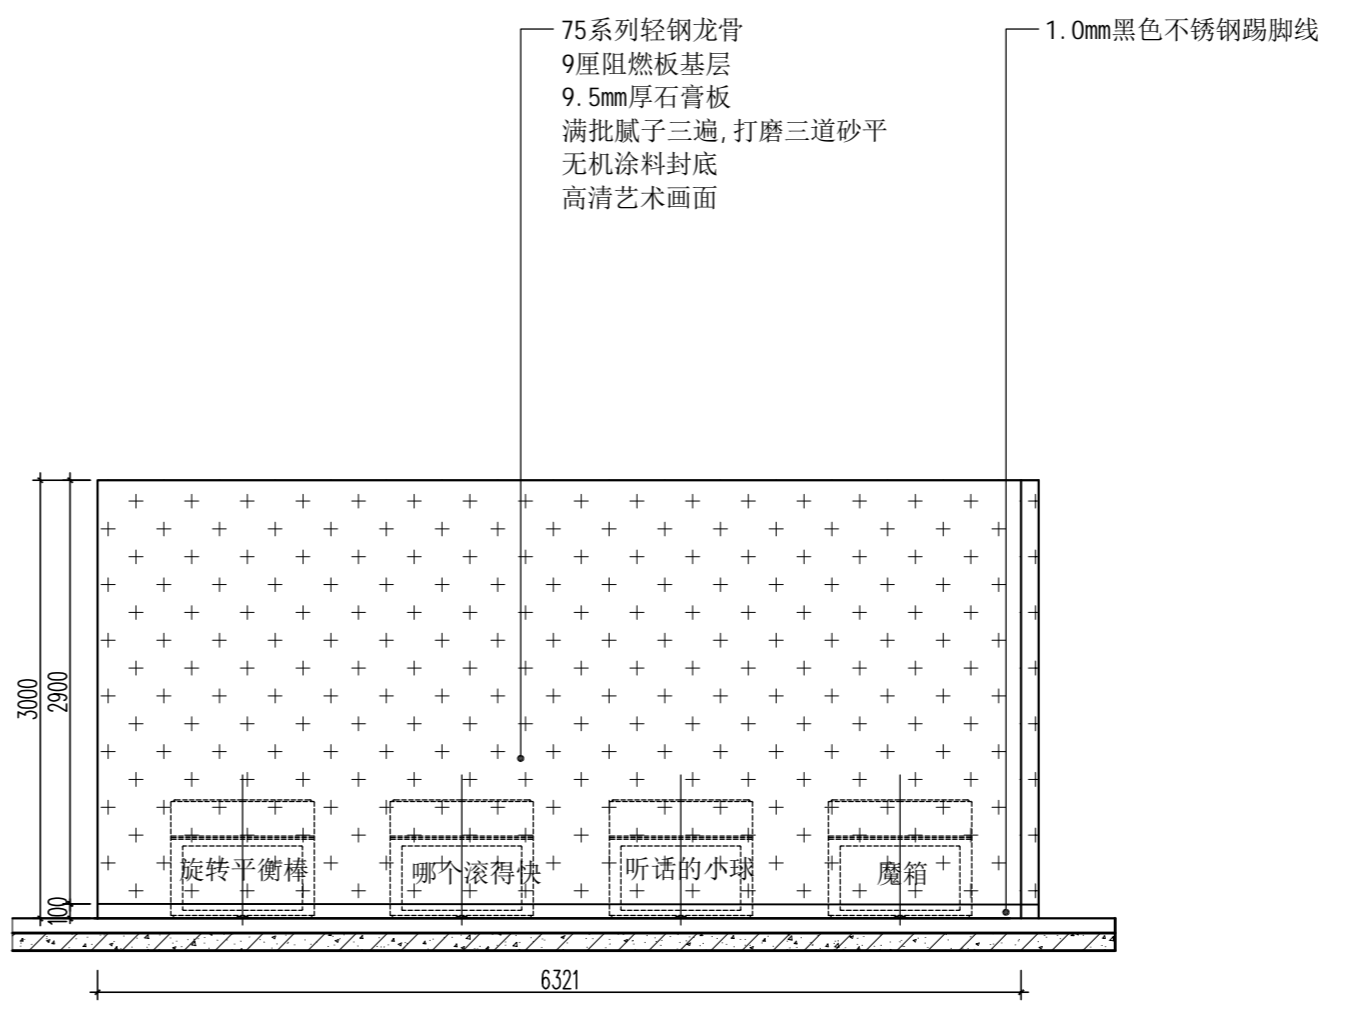 75系列轻钢龙骨
9厘阻燃板基层
9.5mm厚石膏板
满批腻子三遍,打磨三道砂平
无机涂料封底
高清艺术画面
1.0mm黑色不锈钢踢脚线
3000
2900
100
旋转平衡棒
哪个滚得快
听话的小球
魔箱
6321